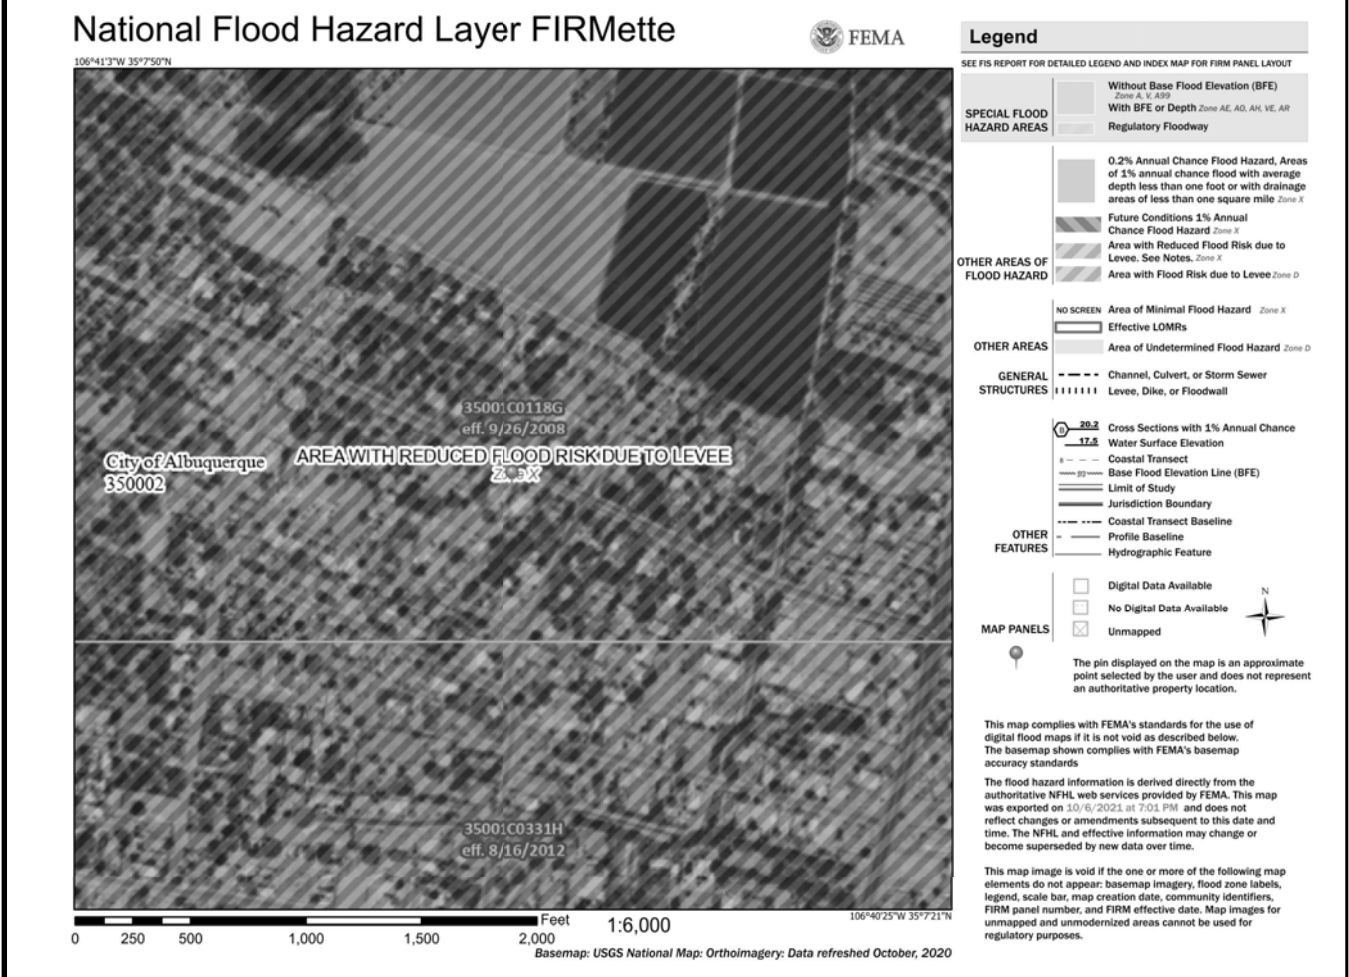 National Flood Hazard Layer FIRMette
FEMA
106°41'3"W 35°7'50"N
35001C0118G
eff. 9/26/2008
AREA WITH REDUCED FLOOD RISK DUE TO LEVEE
Zone X
City of Albuquerque
350002
35001C0331H
eff. 8/16/2012
106°40'25"W 35°7'21"N
Feet
1:6,000
0 250 500 1,000 1,500 2,000
Basemap: USGS National Map: Orthoimagery: Data refreshed October, 2020
Legend
SEE FIS REPORT FOR DETAILED LEGEND AND INDEX MAP FOR FIRM PANEL LAYOUT
SPECIAL FLOOD
HAZARD AREAS
Without Base Flood Elevation (BFE)
Zone A, V, A99
With BFE or Depth Zone AE, AO, AH, VE, AR
Regulatory Floodway
0.2% Annual Chance Flood Hazard, Areas
of 1% annual chance flood with average
depth less than one foot or with drainage
areas of less than one square mile Zone X
Future Conditions 1% Annual
Chance Flood Hazard Zone X
Area with Reduced Flood Risk due to
Levee. See Notes. Zone X
Area with Flood Risk due to Levee Zone D
OTHER AREAS OF
FLOOD HAZARD
NO SCREEN Area of Minimal Flood Hazard Zone X
Effective LOMRs
OTHER AREAS
Area of Undetermined Flood Hazard Zone D
GENERAL
STRUCTURES
Channel, Culvert, or Storm Sewer
Levee, Dike, or Floodwall
B 20.2 Cross Sections with 1% Annual Chance
17.5 Water Surface Elevation
8 Coastal Transect
513 Base Flood Elevation Line (BFE)
Limit of Study
Jurisdiction Boundary
Coastal Transect Baseline
OTHER
FEATURES
Profile Baseline
Hydrographic Feature
Digital Data Available
No Digital Data Available
Unmapped
MAP PANELS
N
The pin displayed on the map is an approximate
point selected by the user and does not represent
an authoritative property location.
This map complies with FEMA's standards for the use of
digital flood maps if it is not void as described below.
The basemap shown complies with FEMA's basemap
accuracy standards
The flood hazard information is derived directly from the
authoritative NFHL web services provided by FEMA. This map
was exported on 10/6/2021 at 7:01 PM and does not
reflect changes or amendments subsequent to this date and
time. The NFHL and effective information may change or
become superseded by new data over time.
This map image is void if the one or more of the following map
elements do not appear: basemap imagery, flood zone labels,
legend, scale bar, map creation date, community identifiers,
FIRM panel number, and FIRM effective date. Map images for
unmapped and unmodernized areas cannot be used for
regulatory purposes.